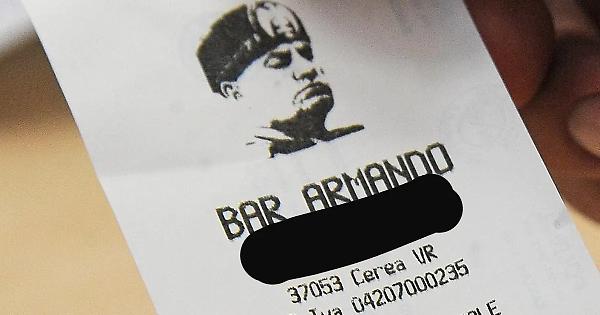 BAR ARMANDO
37053 Cerea VR
Iva 04207000235